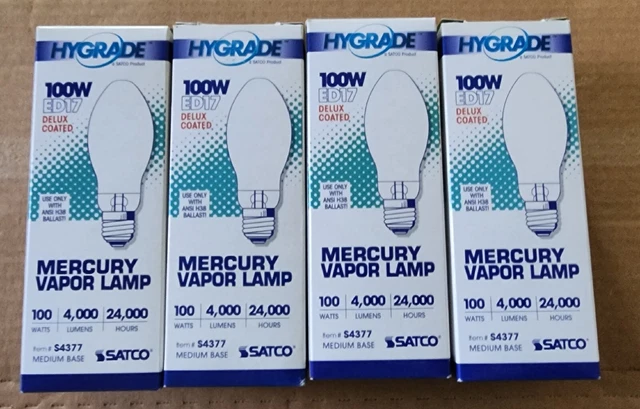 HYGRADE
A SATCO Product
100W
ED17
DELUX
COATED
USE ONLY
WITH
ANSI H38
BALLAST!
MERCURY
VAPOR LAMP
100 4,000 24,000
WATTS LUMENS HOURS
Item # S4377
MEDIUM BASE SATCO
HYGRADE
A SATCO Product
100W
ED17
DELUX
COATED
USE ONLY
WITH
ANSI H38
BALLAST!
MERCURY
VAPOR LAMP
100 4,000 24,000
WATTS LUMENS HOURS
Item # S4377
MEDIUM BASE SATCO
HYGRADE
A SATCO Product
100W
ED17
DELUX
COATED
USE ONLY
WITH
ANSI H38
BALLAST!
MERCURY
VAPOR LAMP
100 4,000 24,000
WATTS LUMENS HOURS
Item # S4377
MEDIUM BASE SATCO
HYGRADE
A SATCO Product
100W
ED17
DELUX
COATED
USE ONLY
WITH
ANSI H38
BALLAST!
MERCURY
VAPOR LAMP
100 4,000 24,000
WATTS LUMENS HOURS
Item # S4377
MEDIUM BASE SATCO